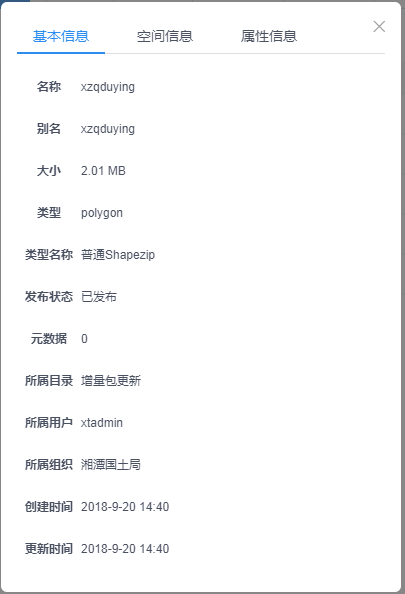 基本信息 空间信息 属性信息
名称 xzqduying
别名 xzqduying
大小 2.01 MB
类型 polygon
类型名称 普通Shapezip
发布状态 已发布
元数据 0
所属目录 增量包更新
所属用户 xtadmin
所属组织 湘潭国土局
创建时间 2018-9-20 14:40
更新时间 2018-9-20 14:40